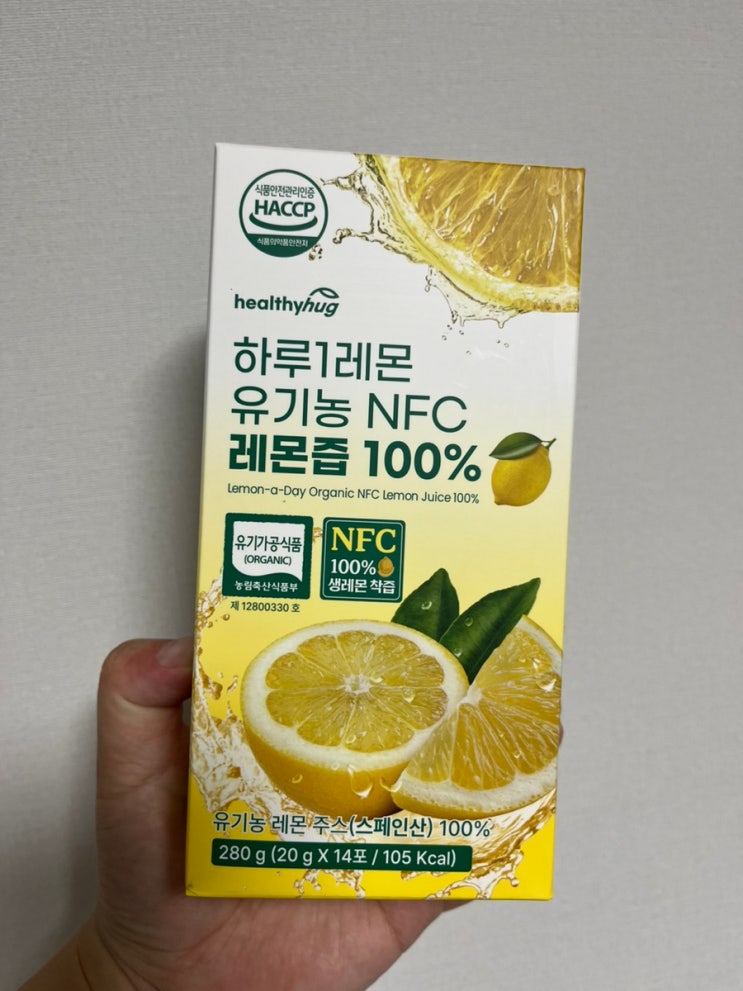 식품안전관리인증
HACCP
식품의약품안전처
healthyhug
하루1레몬
유기농 NFC
레몬즙 100%
Lemon-a-Day Organic NFC Lemon Juice 100%
유기가공식품
(ORGANIC)
농림축산식품부
제 12800330 호
NFC
100%
생레몬 착즙
유기농 레몬 주스(스페인산) 100%
280 g (20 g X 14포 / 105 Kcal)